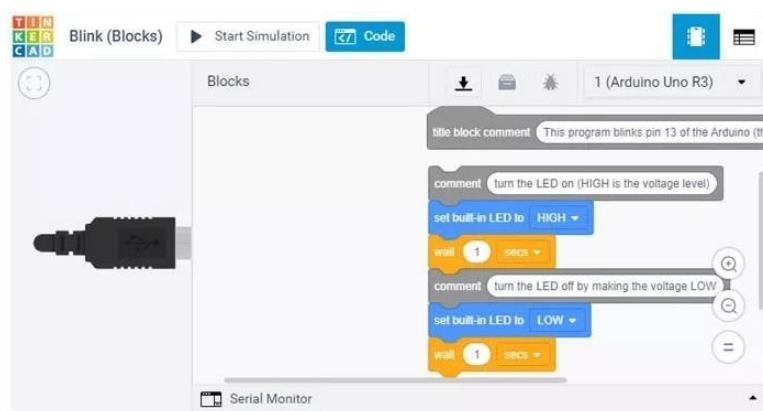 TIN
KER
CAD
Blink (Blocks)
Start Simulation
Code
Blocks
1 (Arduino Uno R3)
title block comment This program blinks pin 13 of the Arduino (th
comment turn the LED on (HIGH is the voltage level)
set built-in LED to HIGH
wait 1 secs
comment turn the LED off by making the voltage LOW
set built-in LED to LOW
wait 1 secs
Serial Monitor